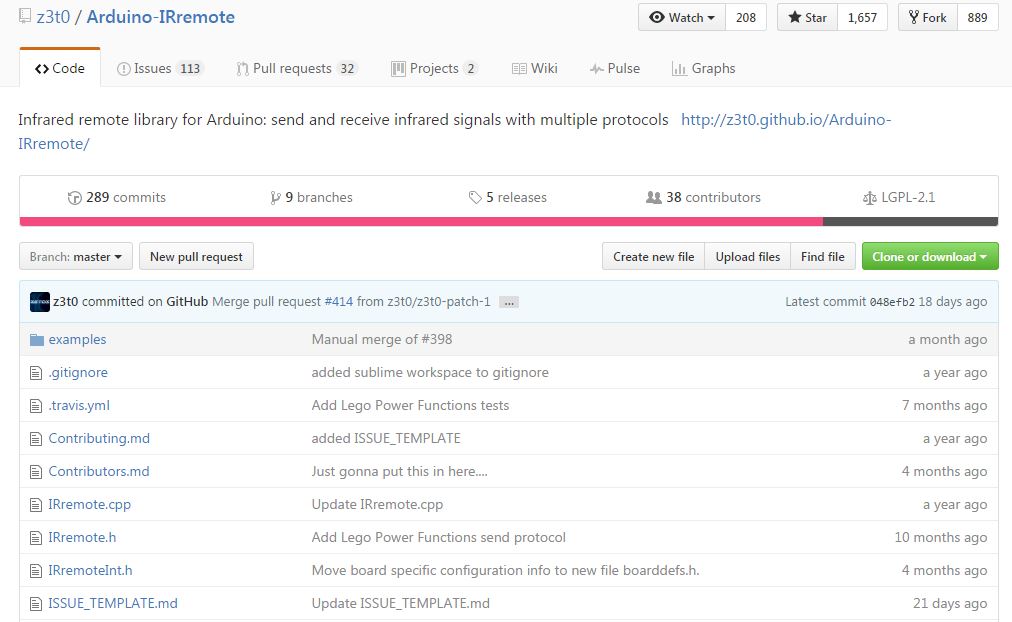 z3t0 / Arduino-IRremote
Watch 208 Star 1,657 Fork 889
Code Issues 113 Pull requests 32 Projects 2 Wiki Pulse Graphs
Infrared remote library for Arduino: send and receive infrared signals with multiple protocols http://z3t0.github.io/Arduino-
IRremote/
289 commits 9 branches 5 releases 38 contributors LGPL-2.1
Branch: master New pull request Create new file Upload files Find file Clone or download
z3t0 committed on GitHub Merge pull request #414 from z3t0/z3t0-patch-1 ... Latest commit 048efb2 18 days ago
examples Manual merge of #398 a month ago
.gitignore added sublime workspace to gitignore a year ago
.travis.yml Add Lego Power Functions tests 7 months ago
Contributing.md added ISSUE_TEMPLATE a year ago
Contributors.md Just gonna put this in here.... 4 months ago
IRremote.cpp Update IRremote.cpp a year ago
IRremote.h Add Lego Power Functions send protocol 10 months ago
IRremoteInt.h Move board specific configuration info to new file boarddefs.h. 4 months ago
ISSUE_TEMPLATE.md Update ISSUE_TEMPLATE.md 21 days ago